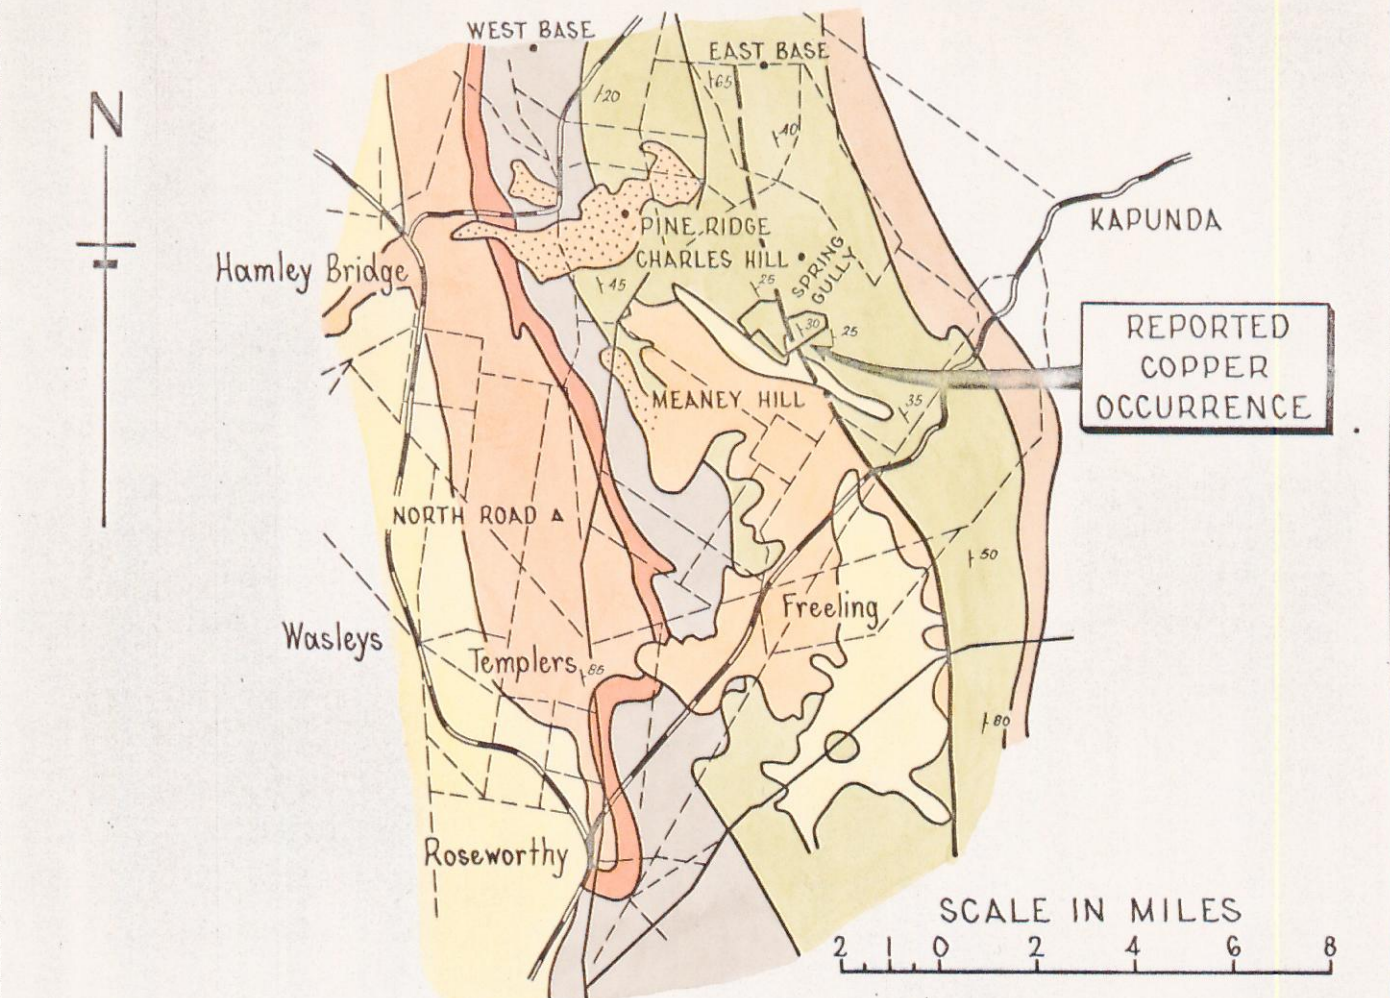 WEST BASE
EAST BASE
65
20
40
N
KAPUNDA
PINE RIDGE
CHARLES HILL
SPRING
GULLY
Hamley Bridge
45
25
30
25
REPORTED
COPPER
OCCURRENCE
MEANEY HILL
35
NORTH ROAD
50
Freeling
Wasleys
Templers
85
80
Roseworthy
SCALE IN MILES
2 1 0 2 4 6 8